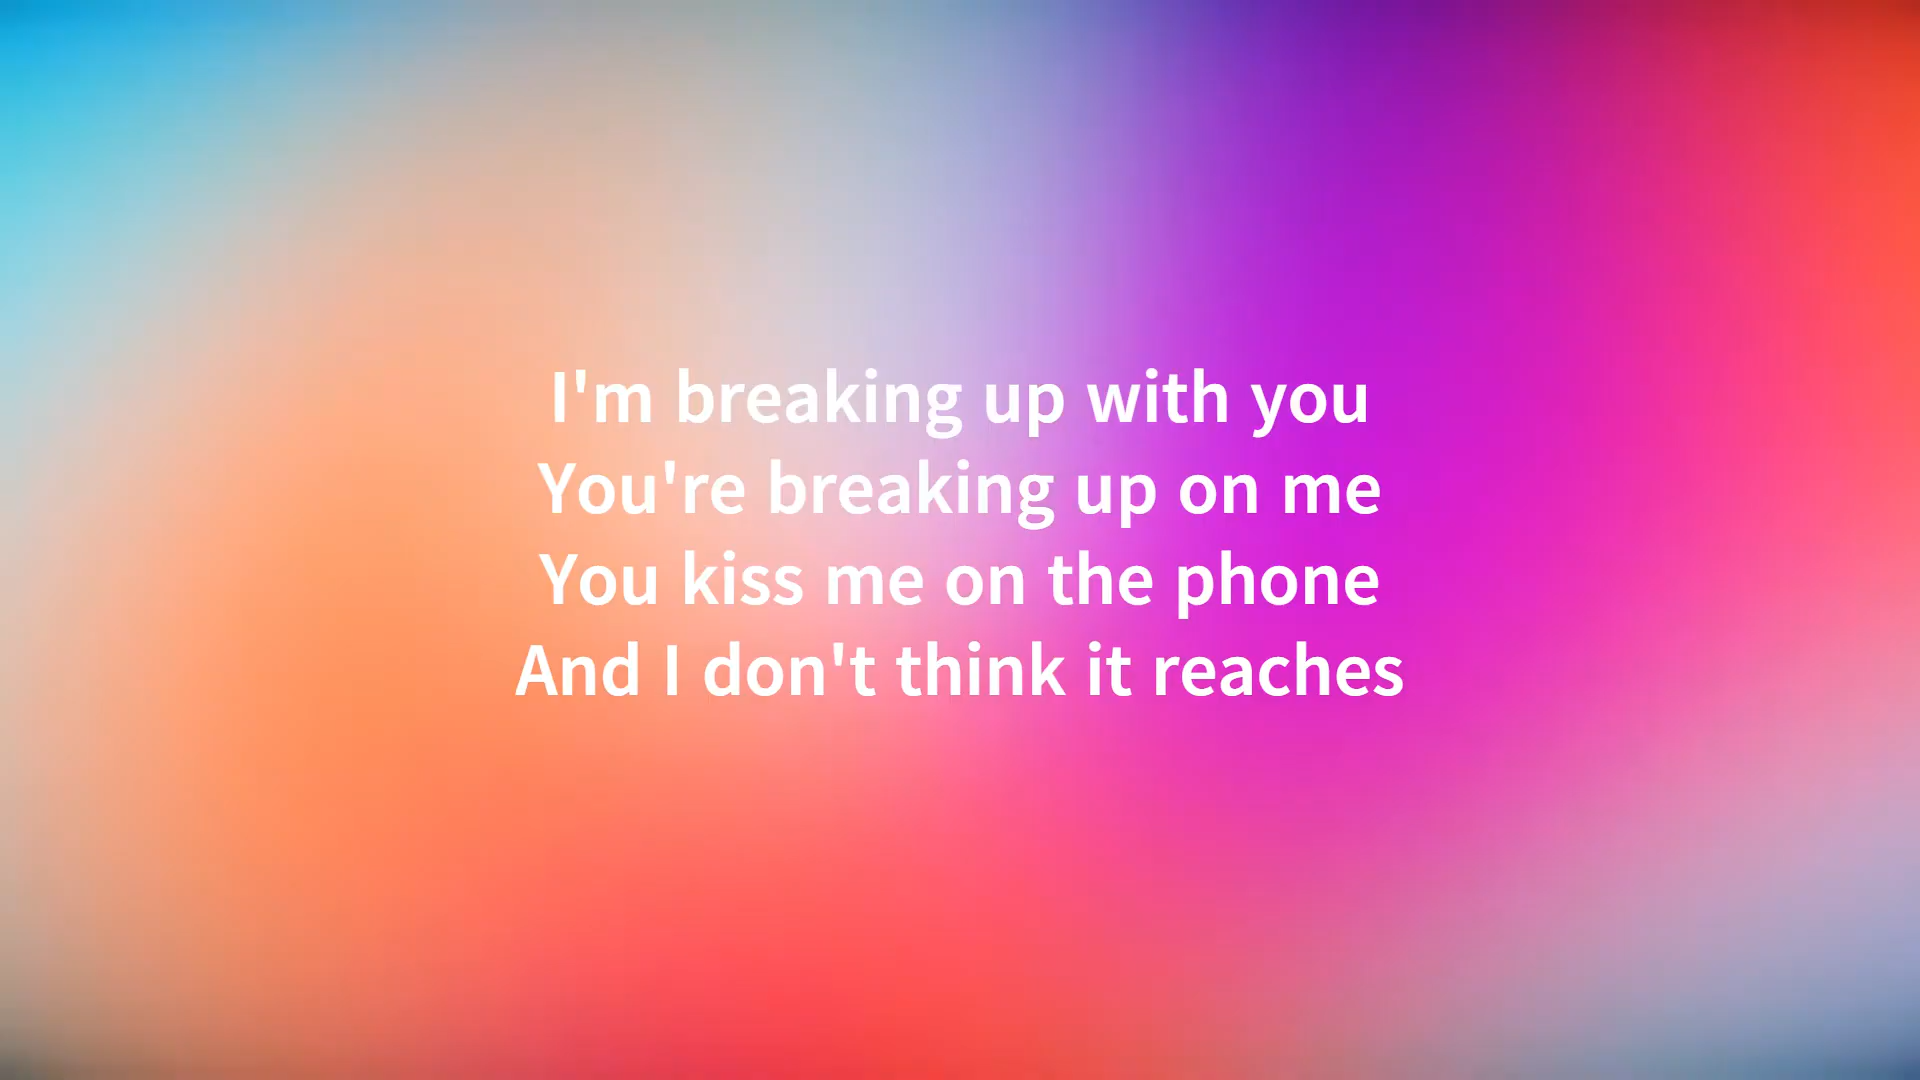 I'm breaking up with you
You're breaking up on me
You kiss me on the phone
And I don't think it reaches